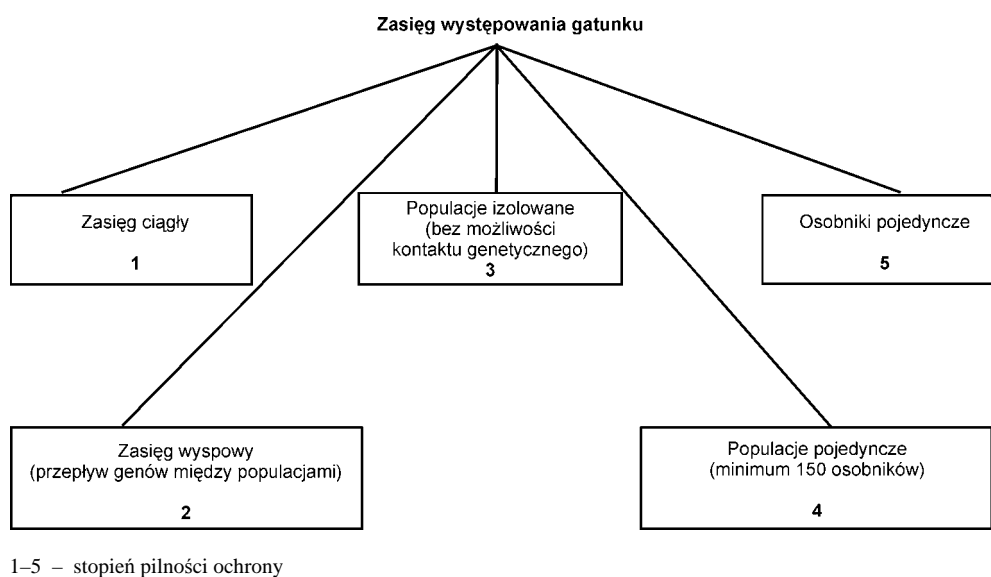 Zasięg występowania gatunku
Zasięg ciągły
1
Populacje izolowane
(bez możliwości
kontaktu genetycznego)
3
Osobniki pojedyncze
5
Zasięg wyspowy
(przepływ genów między populacjami)
2
Populacje pojedyncze
(minimum 150 osobników)
4
1–5 – stopień pilności ochrony